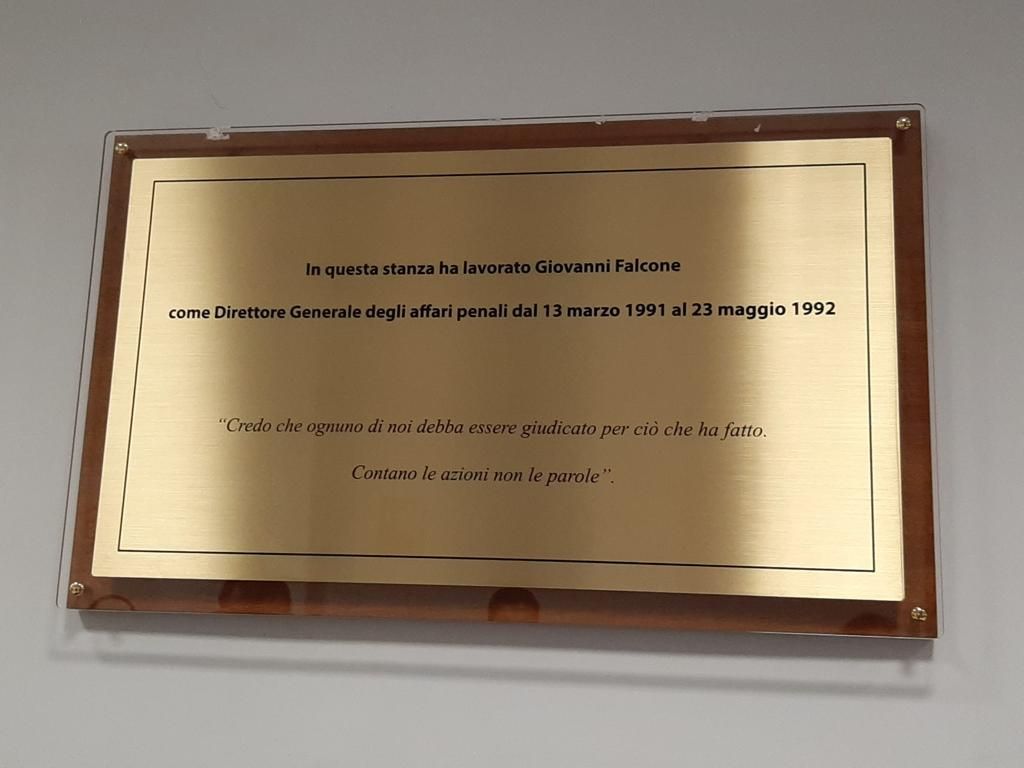 In questa stanza ha lavorato Giovanni Falcone
come Direttore Generale degli affari penali dal 13 marzo 1991 al 23 maggio 1992
“Credo che ognuno di noi debba essere giudicato per ciò che ha fatto.
Contano le azioni non le parole”.